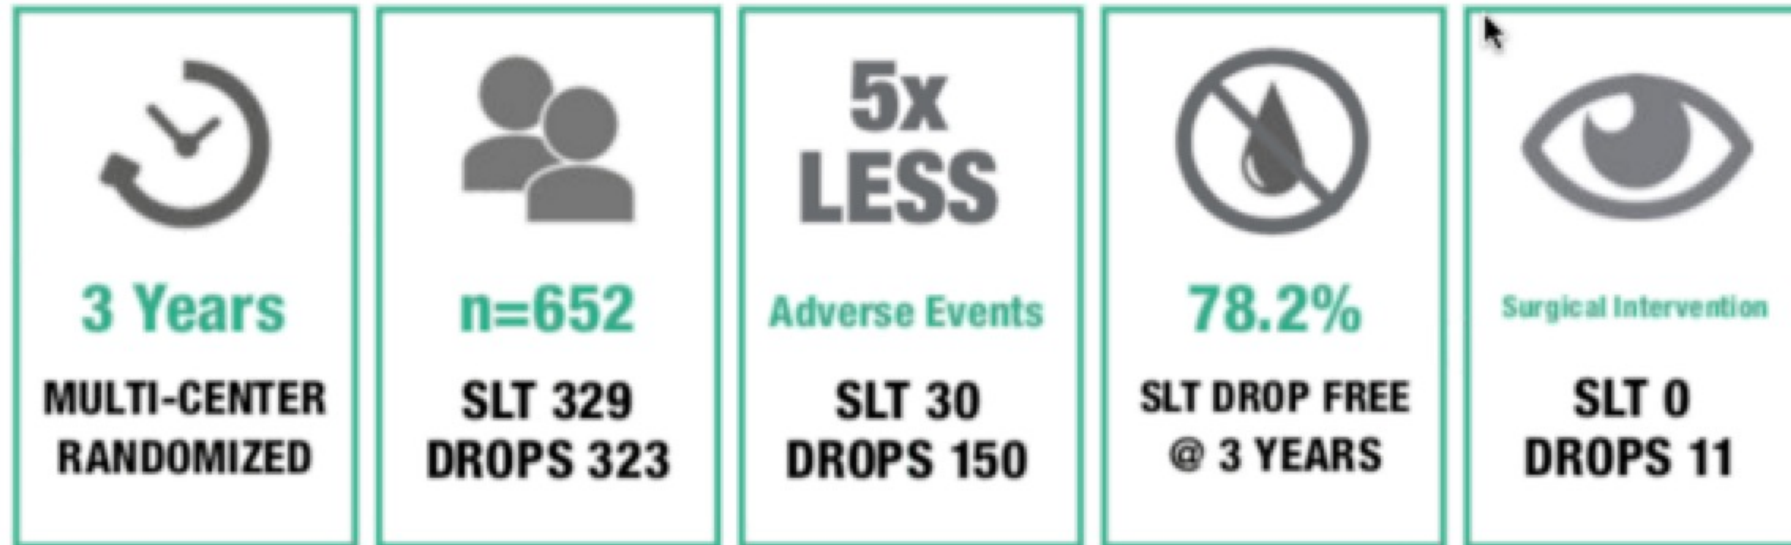 3 Years
MULTI-CENTER
RANDOMIZED
n=652
SLT 329
DROPS 323
5x
LESS
Adverse Events
SLT 30
DROPS 150
78.2%
SLT DROP FREE
@ 3 YEARS
Surgical Intervention
SLT 0
DROPS 11